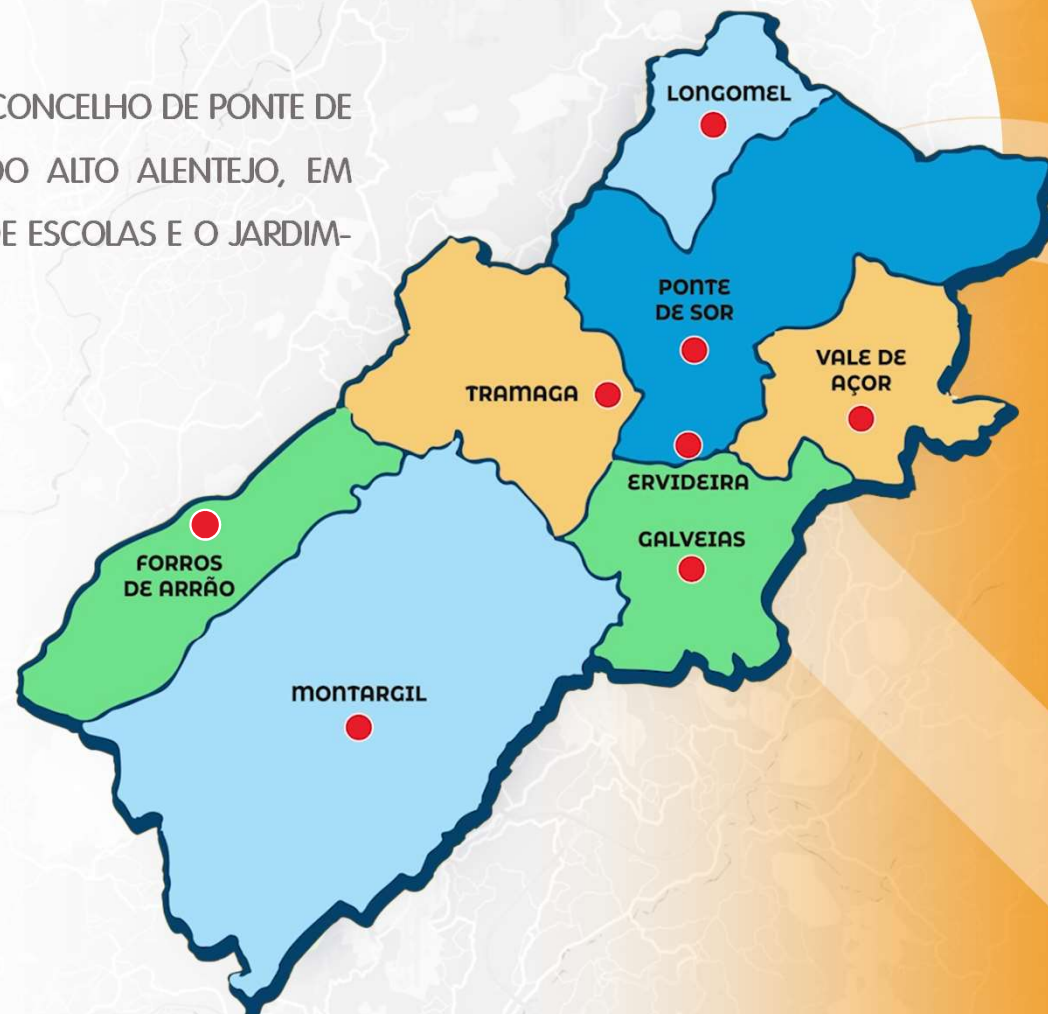 CONCELHO DE PONTE DE
DO ALTO ALENTEJO, EM
DE ESCOLAS E O JARDIM-
LONGOMEL
PONTE
DE SOR
VALE DE
AÇOR
TRAMAGA
ERVIDEIRA
GALVEIAS
FORROS
DE ARRÃO
MONTARGIL